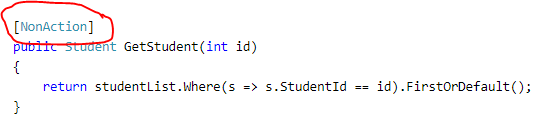 [NonAction]
public Student GetStudent(int id)
{
    return studentList.Where(s => s.StudentId == id).FirstOrDefault();
}